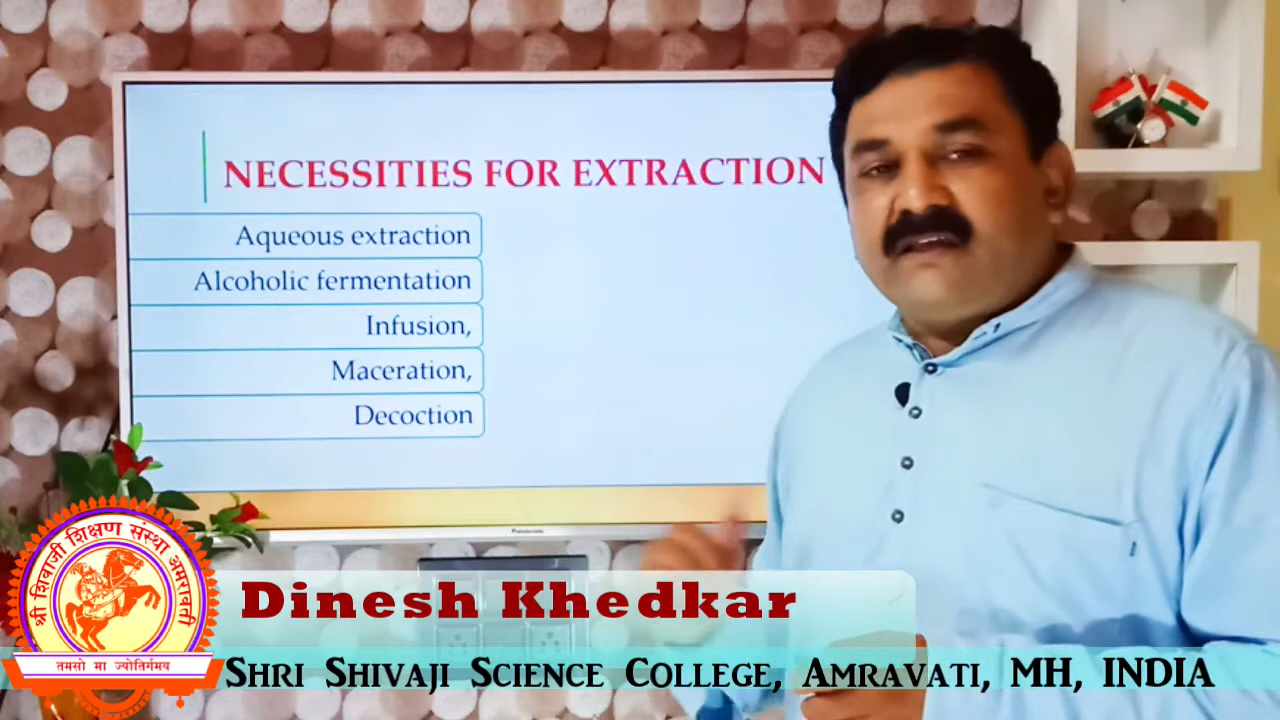 NECESSITIES FOR EXTRACTION
Aqueous extraction
Alcoholic fermentation
Infusion,
Maceration,
Decoction
Panasonic
श्री शिवाजी शिक्षण संस्था अमरावती
तमसो मा ज्योतिर्गमय
Dinesh Khedkar
SHRI SHIVAJI SCIENCE COLLEGE, AMRAVATI, MH, INDIA